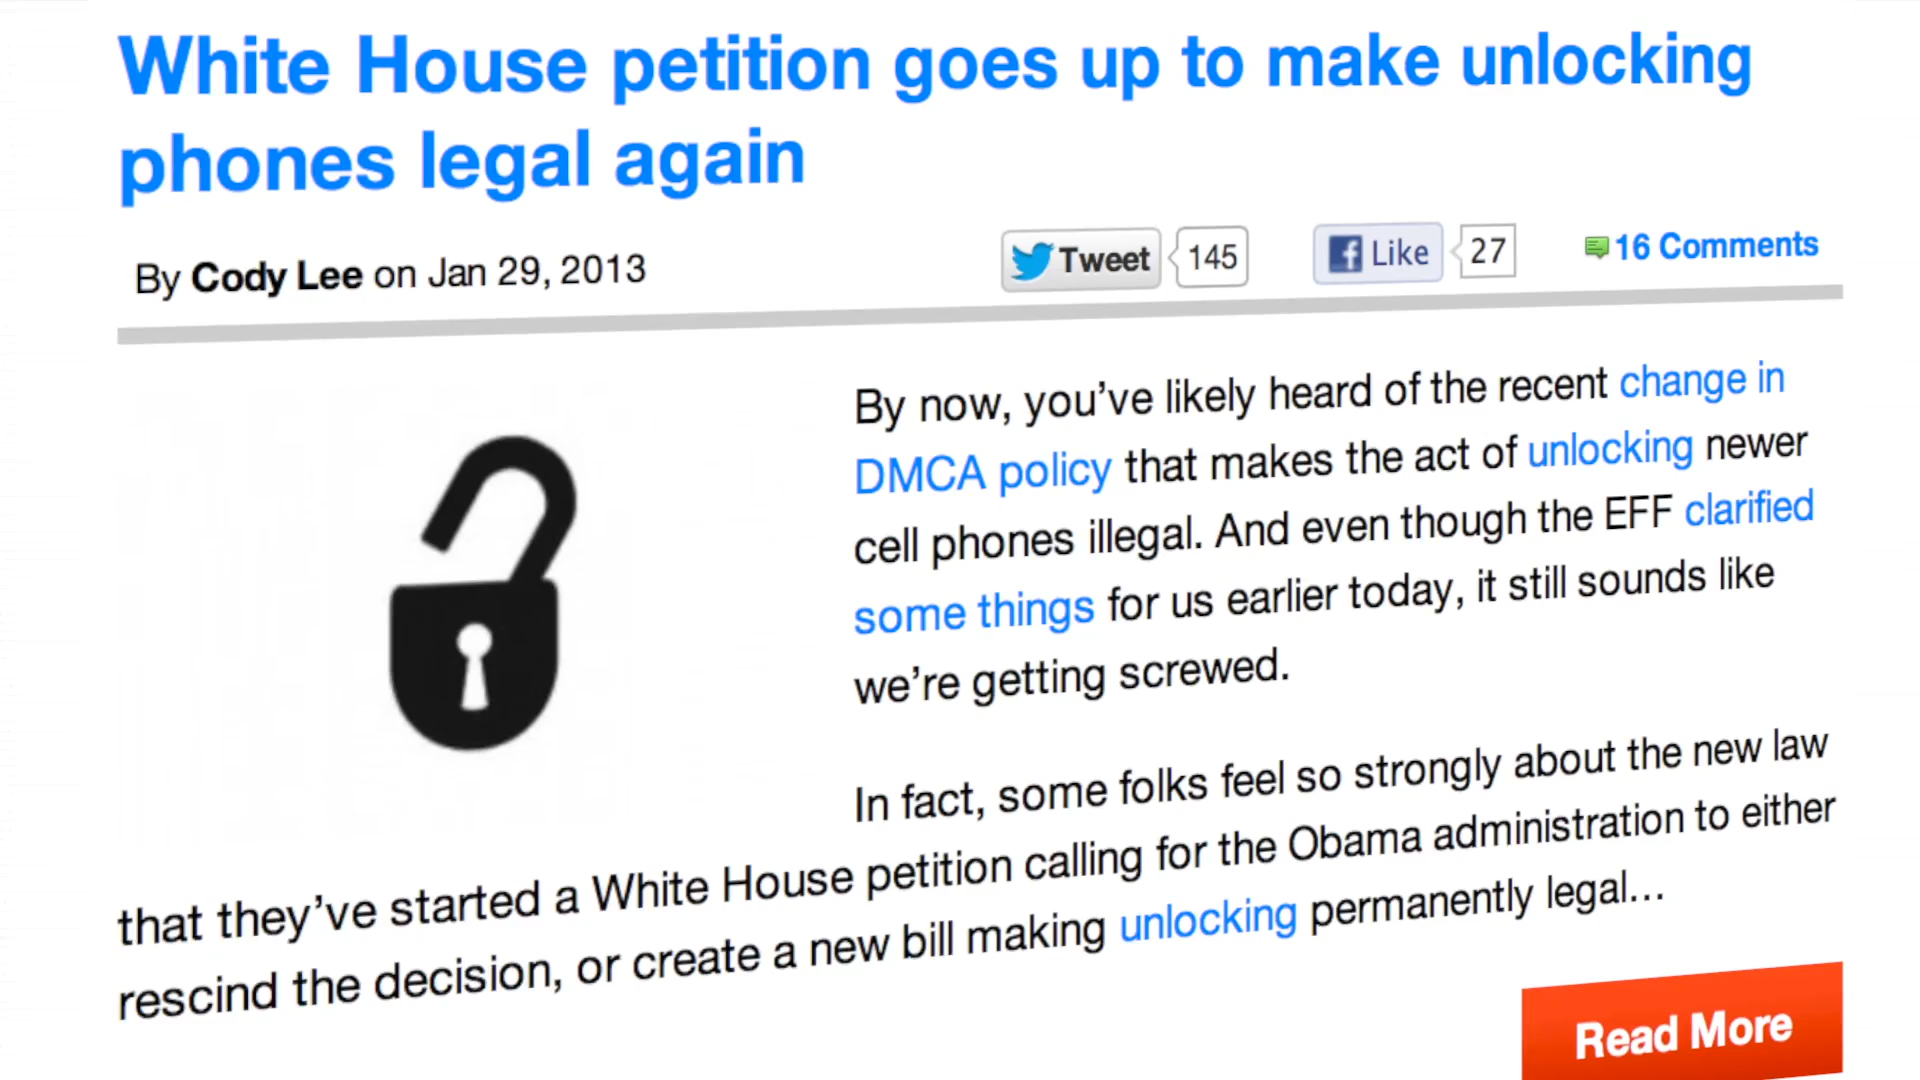 White House petition goes up to make unlocking
phones legal again
By Cody Lee on Jan 29, 2013
Tweet 145 Like 27 16 Comments
By now, you’ve likely heard of the recent change in
DMCA policy that makes the act of unlocking newer
cell phones illegal. And even though the EFF clarified
some things for us earlier today, it still sounds like
we’re getting screwed.
In fact, some folks feel so strongly about the new law
that they’ve started a White House petition calling for the Obama administration to either
rescind the decision, or create a new bill making unlocking permanently legal...
Read More